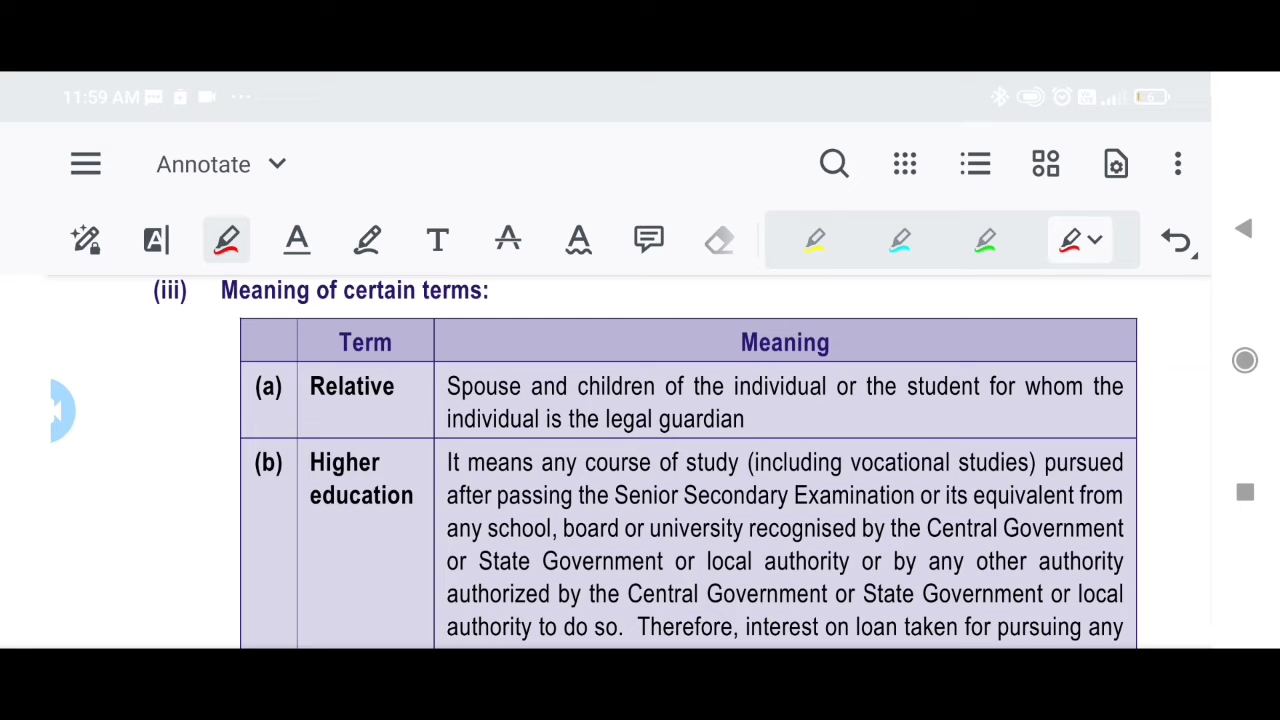 11:59 AM
6
Annotate
(iii) Meaning of certain terms:
Term Meaning
(a) Relative Spouse and children of the individual or the student for whom the
individual is the legal guardian
(b) Higher education It means any course of study (including vocational studies) pursued
after passing the Senior Secondary Examination or its equivalent from
any school, board or university recognised by the Central Government
or State Government or local authority or by any other authority
authorized by the Central Government or State Government or local
authority to do so. Therefore, interest on loan taken for pursuing any